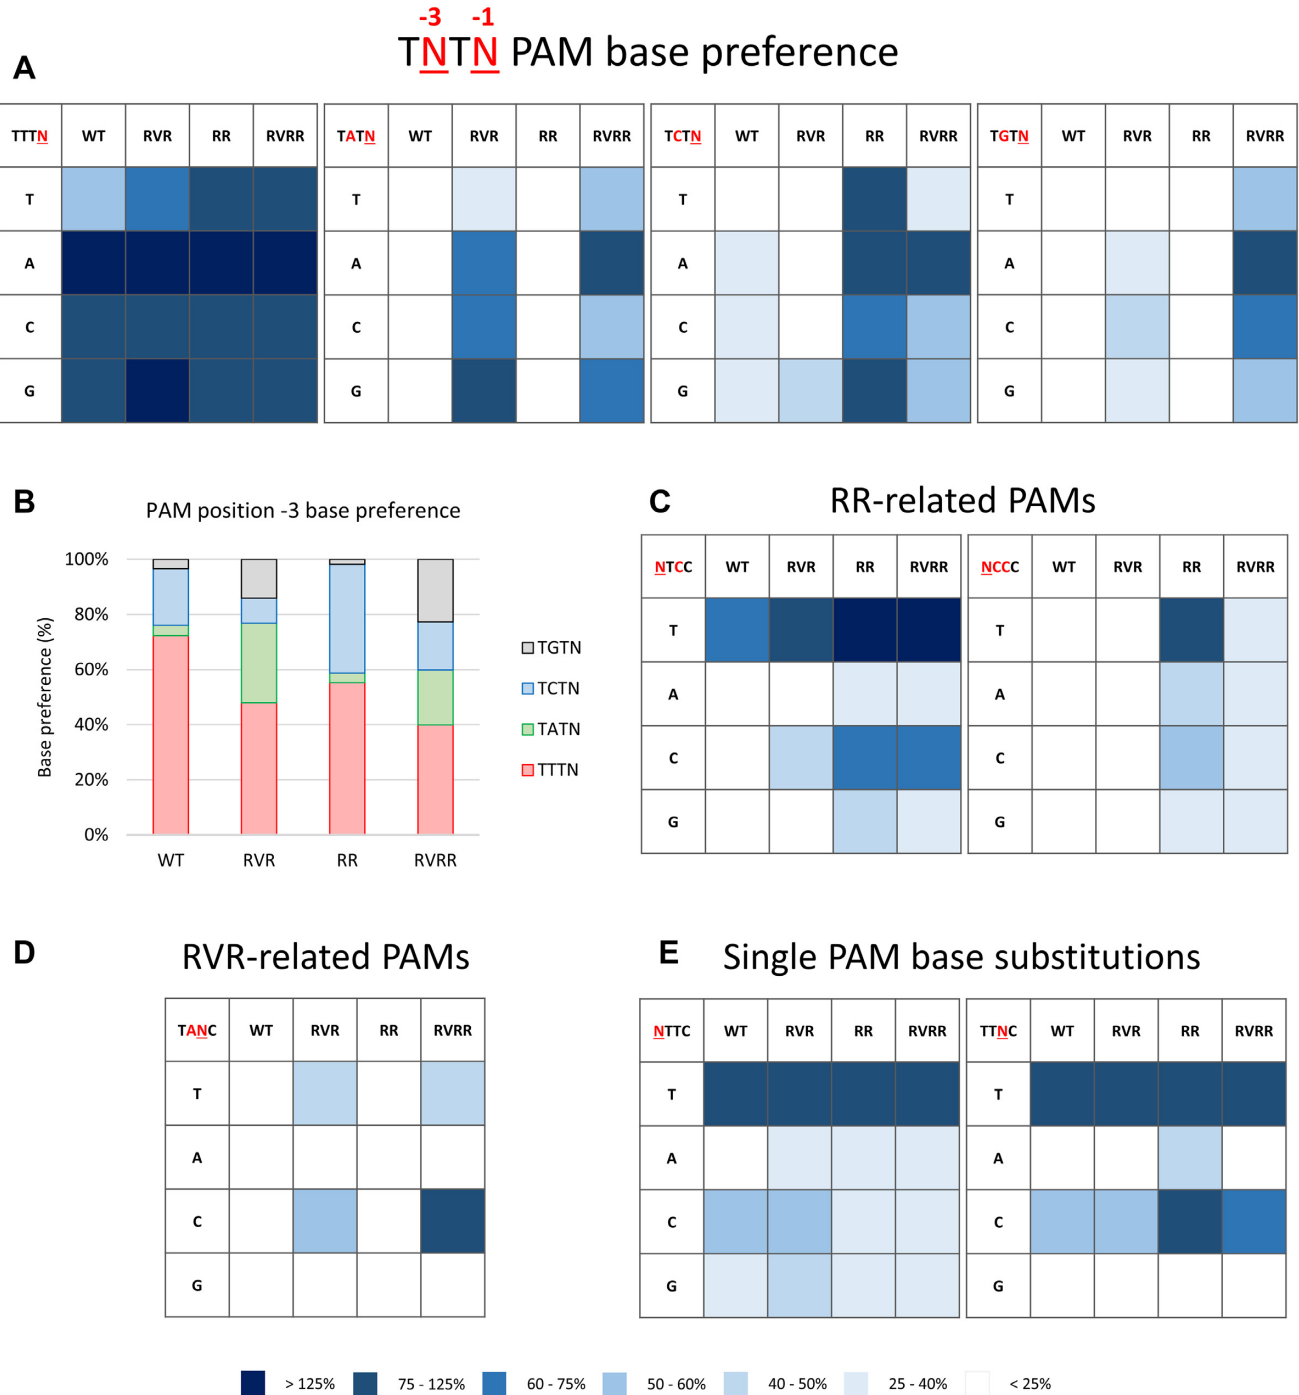 -3 -1
TNTN PAM base preference
A
TTTN WT RVR RR RVRR
T
A
C
G
TATN WT RVR RR RVRR
T
A
C
G
TCTN WT RVR RR RVRR
T
A
C
G
TGTN WT RVR RR RVRR
T
A
C
G
B
PAM position -3 base preference
Base preference (%)
100%
80%
60%
40%
20%
0%
WT RVR RR RVRR
TGTN
TCTN
TATN
TTTN
C
RR-related PAMs
NTCC WT RVR RR RVRR
T
A
C
G
NCCC WT RVR RR RVRR
T
A
C
G
D
RVR-related PAMs
TANC WT RVR RR RVRR
T
A
C
G
E
Single PAM base substitutions
NTTC WT RVR RR RVRR
T
A
C
G
TTNC WT RVR RR RVRR
T
A
C
G
> 125% 75 - 125% 60 - 75% 50 - 60% 40 - 50% 25 - 40% < 25%